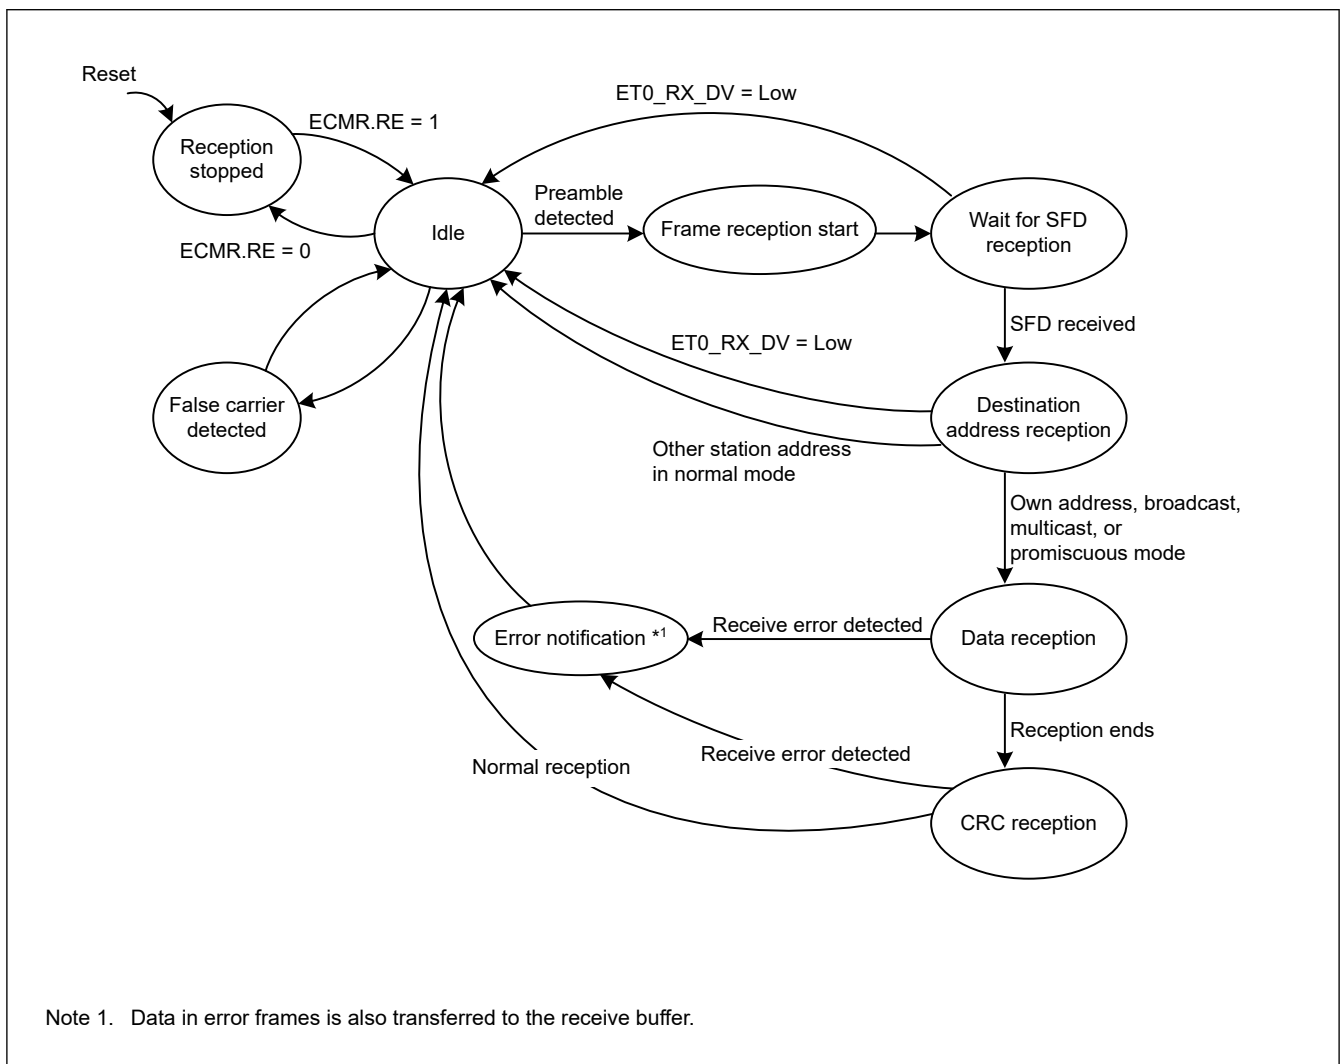 Reset
ET0_RX_DV = Low
ECMR.RE = 1
Reception
stopped
Preamble
detected
Idle
Frame reception start
Wait for SFD
reception
ECMR.RE = 0
SFD received
ET0_RX_DV = Low
False carrier
detected
Destination
address reception
Other station address
in normal mode
Own address, broadcast,
multicast, or
promiscuous mode
Receive error detected
Error notification *1
Data reception
Reception ends
Receive error detected
Normal reception
CRC reception
Note 1. Data in error frames is also transferred to the receive buffer.